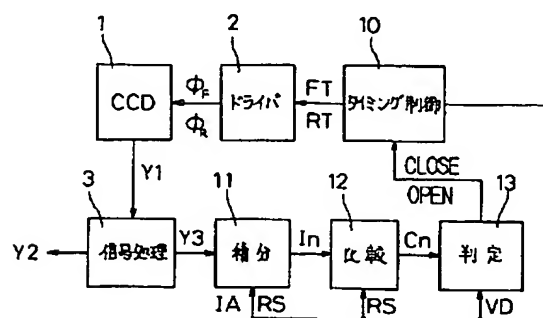 1
2
10
CCD
ΦF
ΦR
ドライバ
FT
RT
タイミング制御
Y1
CLOSE
OPEN
3
11
12
13
Y2
信号処理
Y3
積分
In
比較
Cn
判定
IA
RS
RS
VD